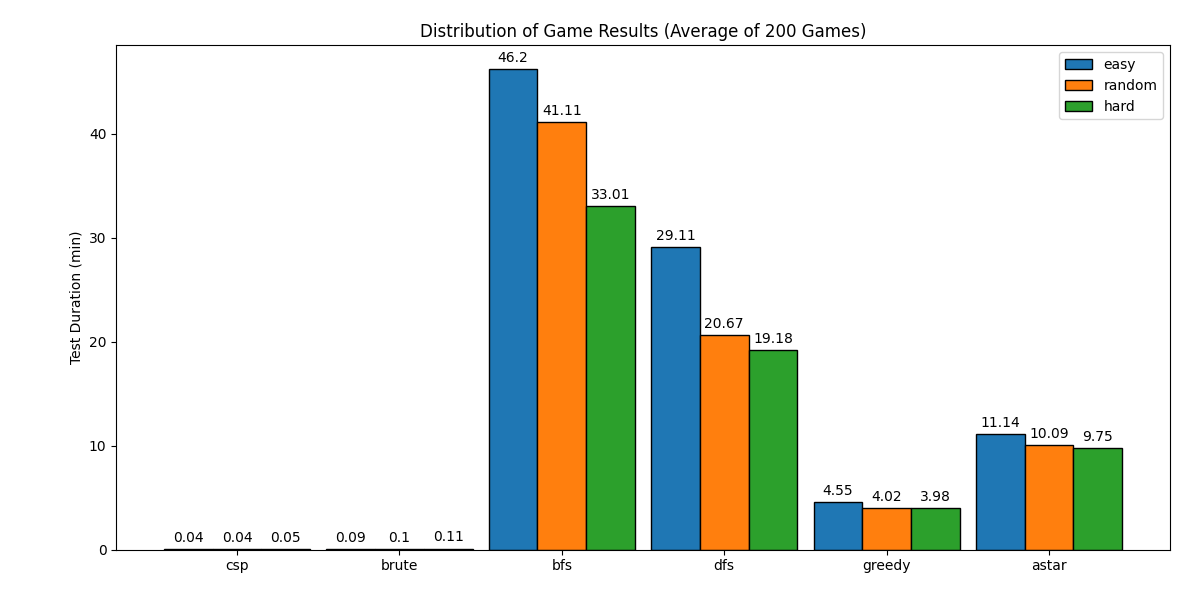 Distribution of Game Results (Average of 200 Games)
Test Duration (min)
40
30
20
10
0
easy
random
hard
0.04 0.04 0.05
0.09 0.1 0.11
46.2 41.11 33.01
29.11 20.67 19.18
4.55 4.02 3.98
11.14 10.09 9.75
csp brute bfs dfs greedy astar